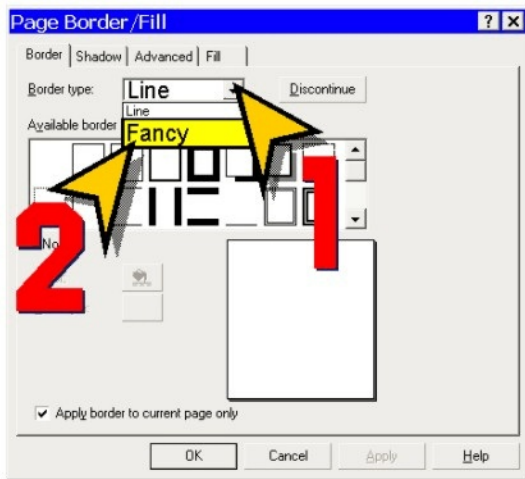 Page Border/Fill
Border Shadow Advanced Fill
Border type: Line Discontinue
Line
Available border
Fancy
1
2
No
Apply border to current page only
OK Cancel Apply Help